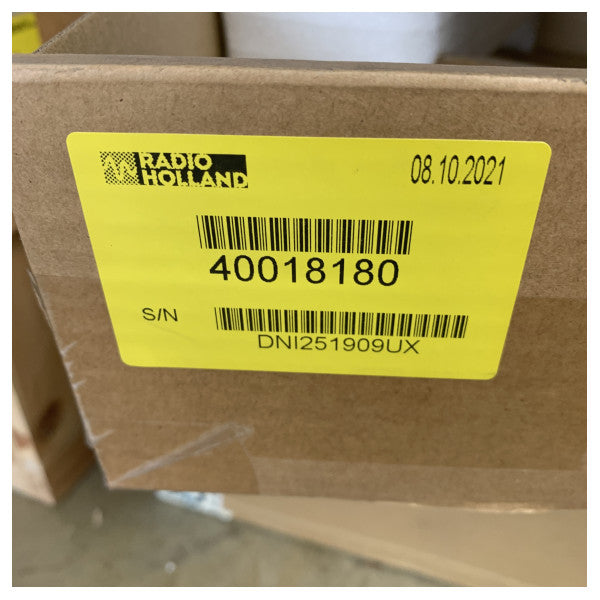 RADIO
HOLLAND
08.10.2021
40018180
S/N
DNI251909UX